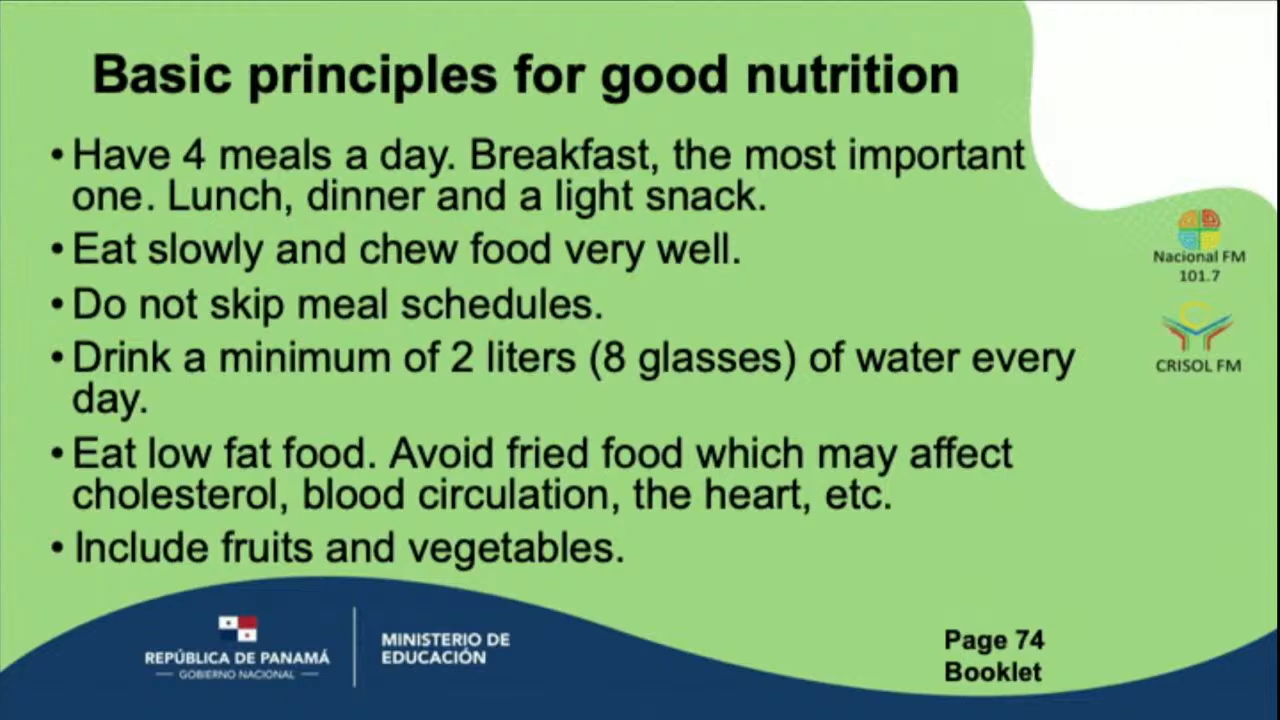 Basic principles for good nutrition
• Have 4 meals a day. Breakfast, the most important
one. Lunch, dinner and a light snack.
• Eat slowly and chew food very well.
• Do not skip meal schedules.
• Drink a minimum of 2 liters (8 glasses) of water every
day.
• Eat low fat food. Avoid fried food which may affect
cholesterol, blood circulation, the heart, etc.
• Include fruits and vegetables.
Nacional FM
101.7
CRISOL FM
REPÚBLICA DE PANAMÁ
— GOBIERNO NACIONAL —
MINISTERIO DE
EDUCACIÓN
Page 74
Booklet